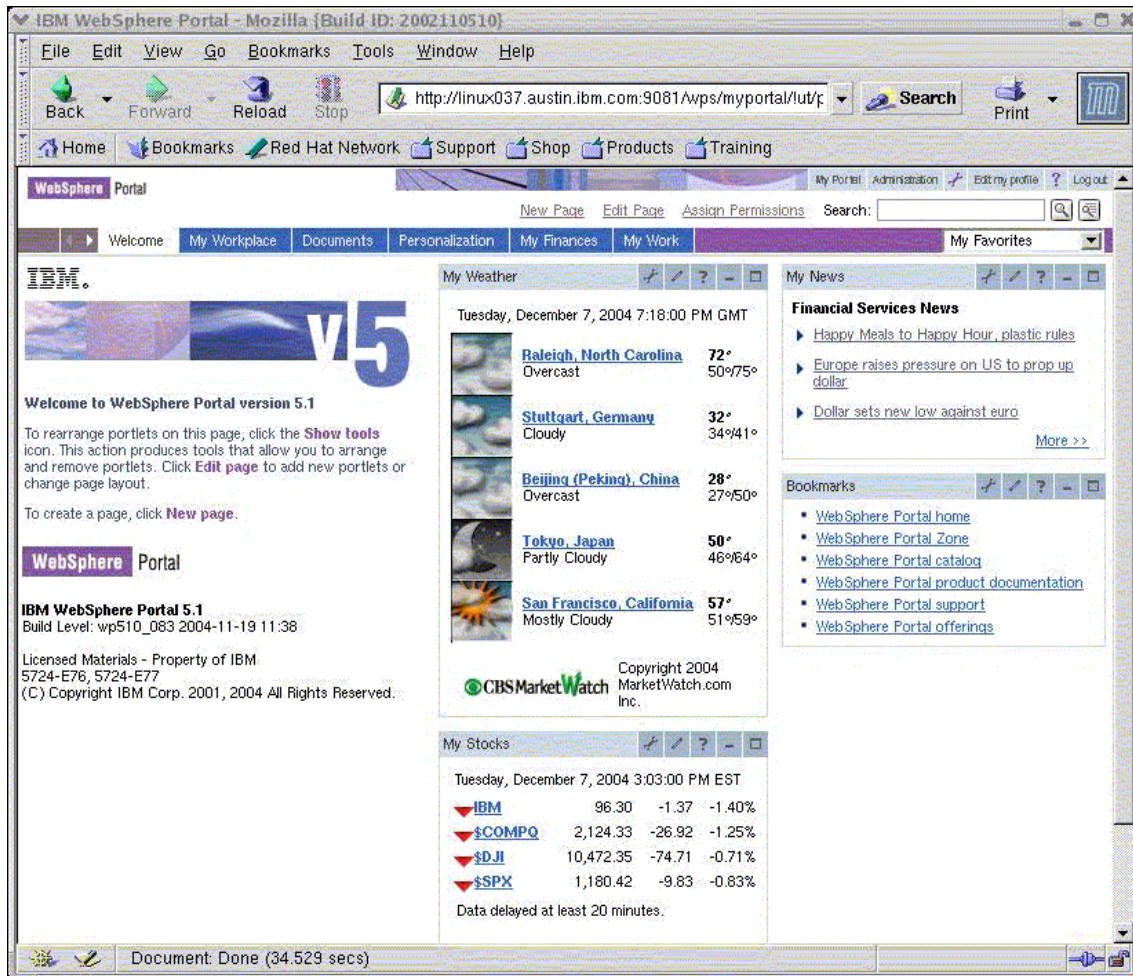 IBM WebSphere Portal - Mozilla {Build ID: 2002110510}
File Edit View Go Bookmarks Tools Window Help
Back Forward Reload Stop http://linux037.austin.ibm.com:9081/wps/myportal/!ut/p Search Print
Home Bookmarks Red Hat Network Support Shop Products Training
WebSphere Portal
My Portal Administration Edit my profile ? Log out
New Page Edit Page Assign Permissions Search:
Welcome My Workplace Documents Personalization My Finances My Work My Favorites
IBM.
v5
Welcome to WebSphere Portal version 5.1
To rearrange portlets on this page, click the Show tools
icon. This action produces tools that allow you to arrange
and remove portlets. Click Edit page to add new portlets or
change page layout.
To create a page, click New page.
WebSphere Portal
IBM WebSphere Portal 5.1
Build Level: wp510_083 2004-11-19 11:38
Licensed Materials - Property of IBM
5724-E76, 5724-E77
(C) Copyright IBM Corp. 2001, 2004 All Rights Reserved.
My Weather ?
Tuesday, December 7, 2004 7:18:00 PM GMT
Raleigh, North Carolina 72°
Overcast 50°/75°
Stuttgart, Germany 32°
Cloudy 34°/41°
Beijing (Peking), China 28°
Overcast 27°/50°
Tokyo, Japan 50°
Partly Cloudy 46°/64°
San Francisco, California 57°
Mostly Cloudy 51°/59°
CBS MarketWatch
Copyright 2004
MarketWatch.com
Inc.
My Stocks ?
Tuesday, December 7, 2004 3:03:00 PM EST
IBM 96.30 -1.37 -1.40%
$COMPQ 2,124.33 -26.92 -1.25%
$DJI 10,472.35 -74.71 -0.71%
$SPX 1,180.42 -9.83 -0.83%
Data delayed at least 20 minutes.
My News ?
Financial Services News
Happy Meals to Happy Hour, plastic rules
Europe raises pressure on US to prop up
dollar
Dollar sets new low against euro
More >>
Bookmarks ?
WebSphere Portal home
WebSphere Portal Zone
WebSphere Portal catalog
WebSphere Portal product documentation
WebSphere Portal support
WebSphere Portal offerings
Document: Done (34.529 secs)